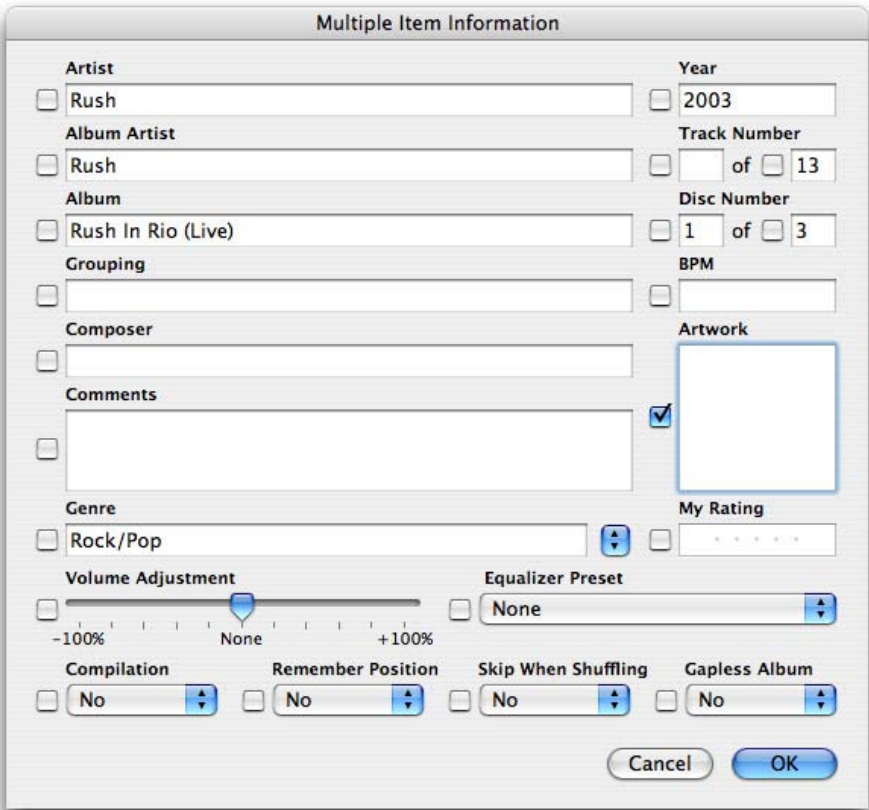 Multiple Item Information
Artist Year
Rush 2003
Album Artist Track Number
Rush of 13
Album Disc Number
Rush In Rio (Live) 1 of 3
Grouping BPM
Composer Artwork
Comments
Genre My Rating
Rock/Pop
Volume Adjustment Equalizer Preset
None
-100% None +100%
Compilation Remember Position Skip When Shuffling Gapless Album
No No No No
Cancel OK